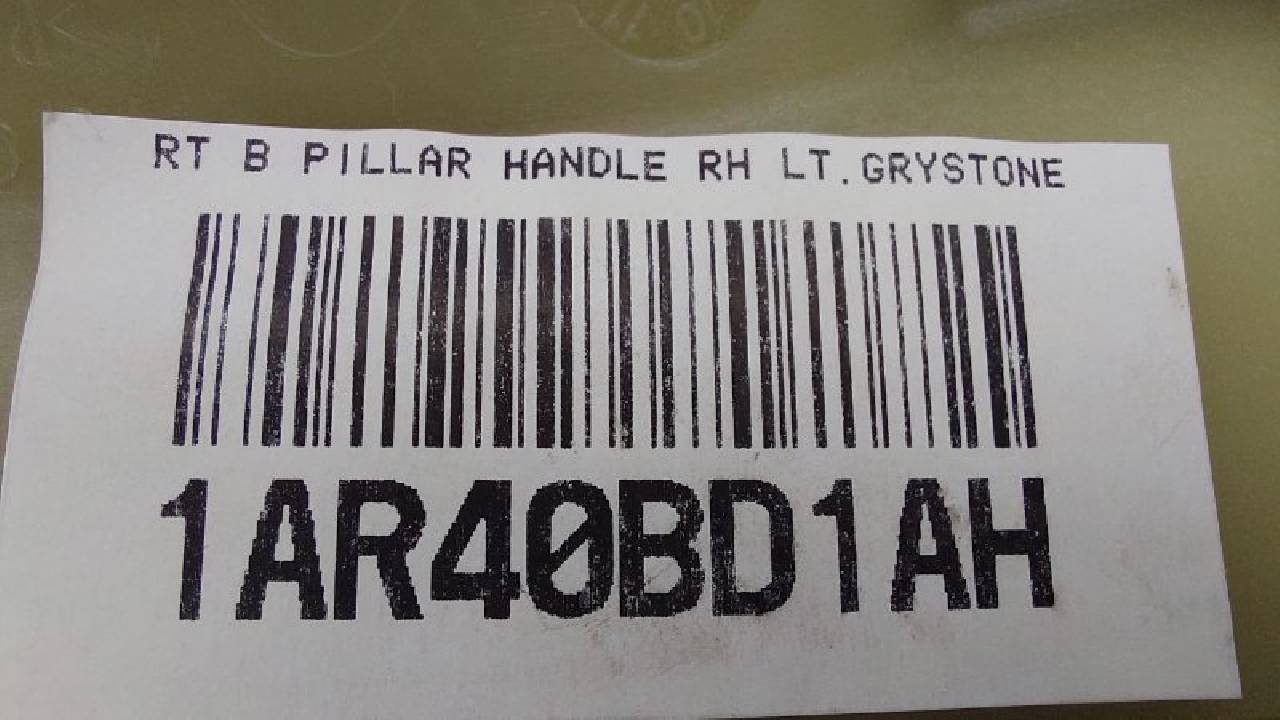 RT B PILLAR HANDLE RH LT.GRYSTONE
1AR40BD1AH